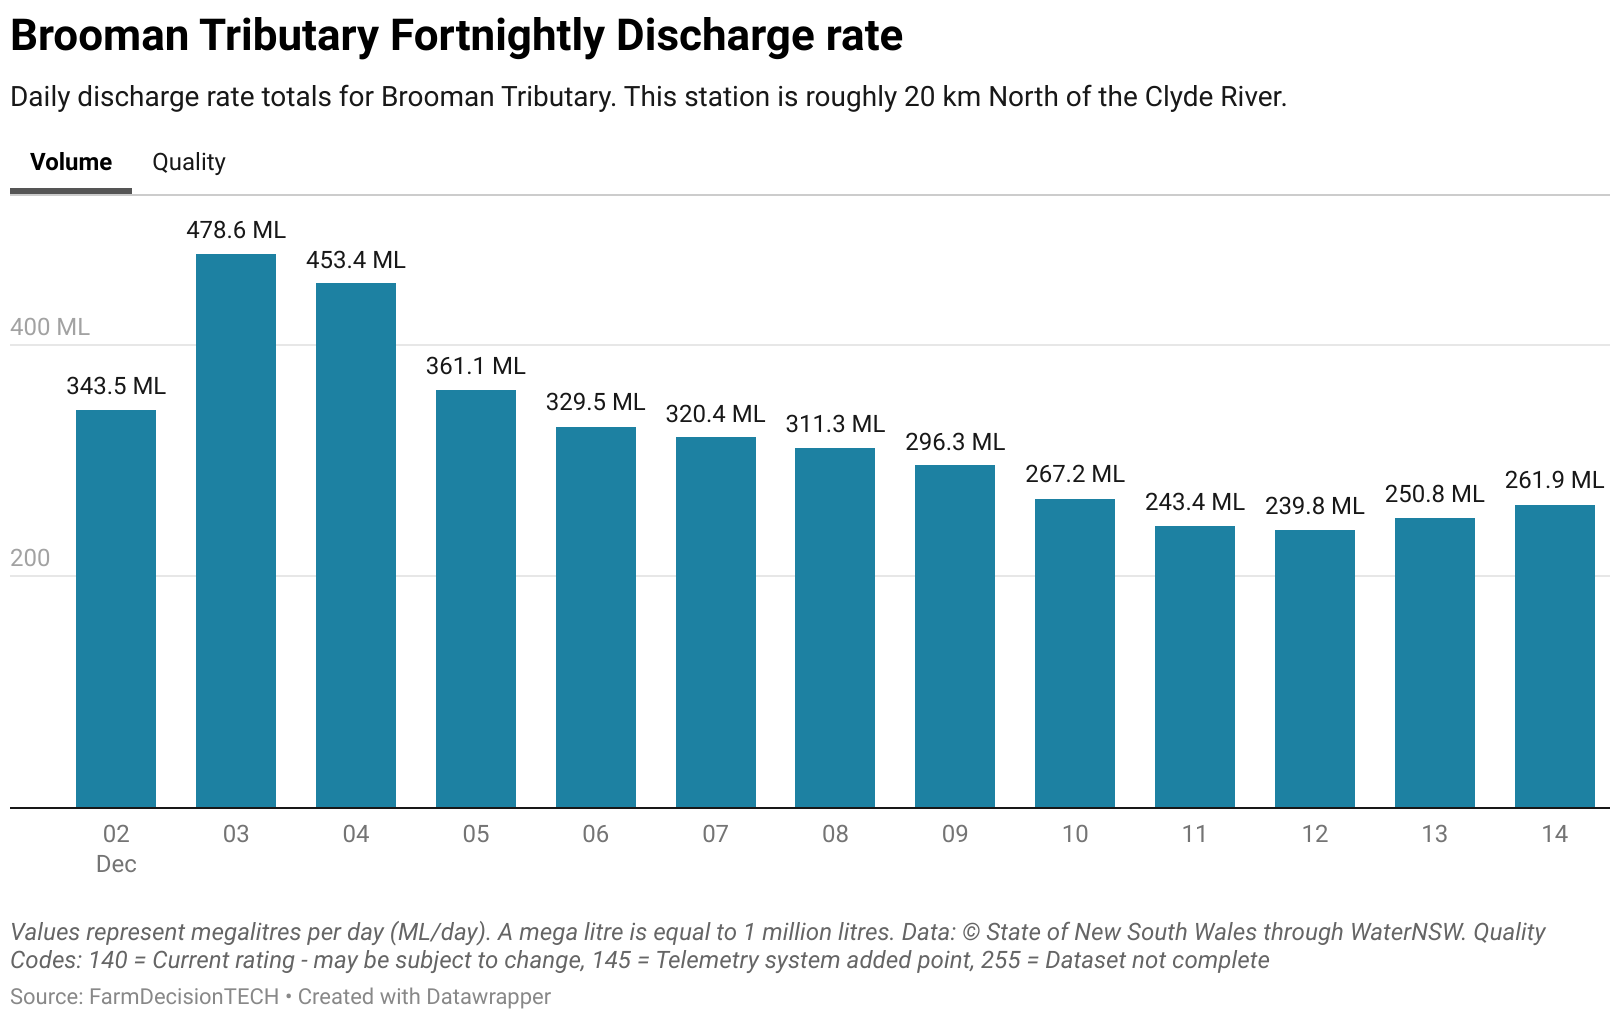 Brooman Tributary Fortnightly Discharge rate
Daily discharge rate totals for Brooman Tributary. This station is roughly 20 km North of the Clyde River.
Volume Quality
478.6 ML
453.4 ML
400 ML
361.1 ML
343.5 ML
329.5 ML
320.4 ML
311.3 ML
296.3 ML
267.2 ML
261.9 ML
250.8 ML
243.4 ML
239.8 ML
200
02 03 04 05 06 07 08 09 10 11 12 13 14
Dec
Values represent megalitres per day (ML/day). A mega litre is equal to 1 million litres. Data: © State of New South Wales through WaterNSW. Quality
Codes: 140 = Current rating - may be subject to change, 145 = Telemetry system added point, 255 = Dataset not complete
Source: FarmDecisionTECH • Created with Datawrapper